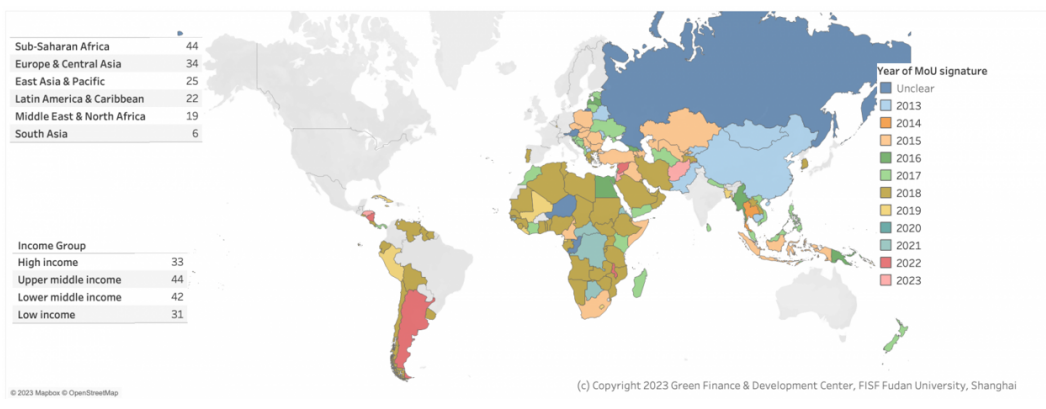 Sub-Saharan Africa 44
Europe & Central Asia 34
East Asia & Pacific 25
Latin America & Caribbean 22
Middle East & North Africa 19
South Asia 6
Income Group
High income 33
Upper middle income 44
Lower middle income 42
Low income 31
Year of MoU signature
Unclear
2013
2014
2015
2016
2017
2018
2019
2020
2021
2022
2023
(c) Copyright 2023 Green Finance & Development Center, FISF Fudan University, Shanghai
© 2023 Mapbox © OpenStreetMap